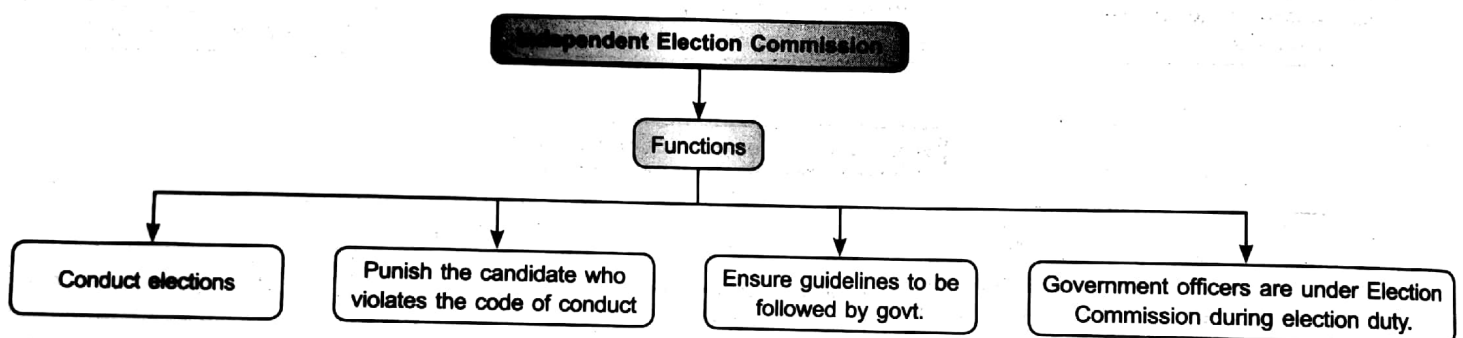 Independent Election Commission
Functions
Conduct elections
Punish the candidate who
violates the code of conduct
Ensure guidelines to be
followed by govt.
Government officers are under Election
Commission during election duty.